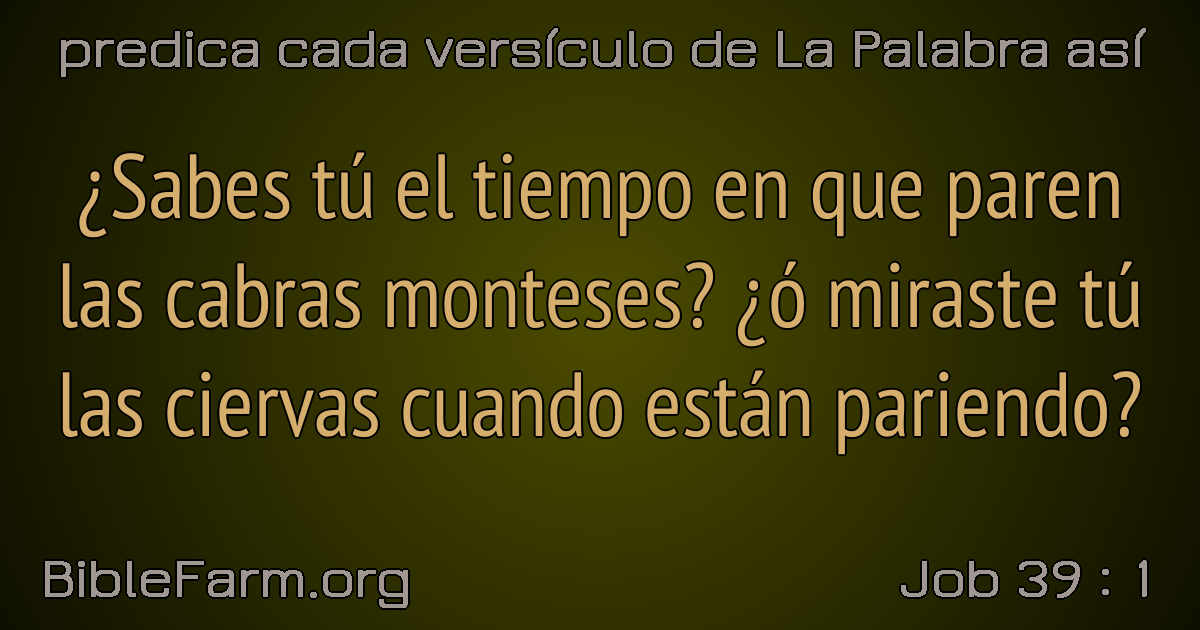 predica cada versículo de La Palabra así
¿Sabes tú el tiempo en que paren
las cabras monteses? ¿ó miraste tú
las ciervas cuando están pariendo?
BibleFarm.org
Job 39 : 1